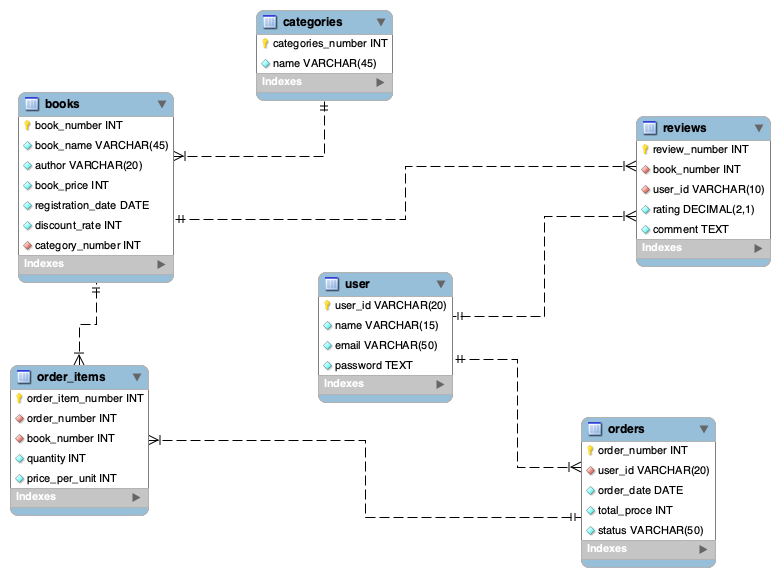 categories
categories_number INT
name VARCHAR(45)
Indexes
books
book_number INT
book_name VARCHAR(45)
author VARCHAR(20)
book_price INT
registration_date DATE
discount_rate INT
category_number INT
Indexes
reviews
review_number INT
book_number INT
user_id VARCHAR(10)
rating DECIMAL(2,1)
comment TEXT
Indexes
user
user_id VARCHAR(20)
name VARCHAR(15)
email VARCHAR(50)
password TEXT
Indexes
order_items
order_item_number INT
order_number INT
book_number INT
quantity INT
price_per_unit INT
Indexes
orders
order_number INT
user_id VARCHAR(20)
order_date DATE
total_proce INT
status VARCHAR(50)
Indexes